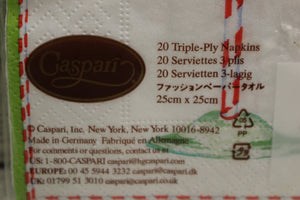 Caspari
20 Triple-Ply Napkins
20 Serviettes 3 plis
20 Servietten 3-lagig
ファッションペーパータオル
25cm x 25cm
© Caspari, Inc. New York, New York 10016-8942
Made in Germany Fabriqué en Allemagne
For comments or questions, contact us on
US: 1-800-CASPARI caspari@hgcaspari.com
EUROPE: 00 45 5944 3232 caspari@caspari.dk
UK: 01799 51 3010 caspari@caspari.co.uk
05
PP